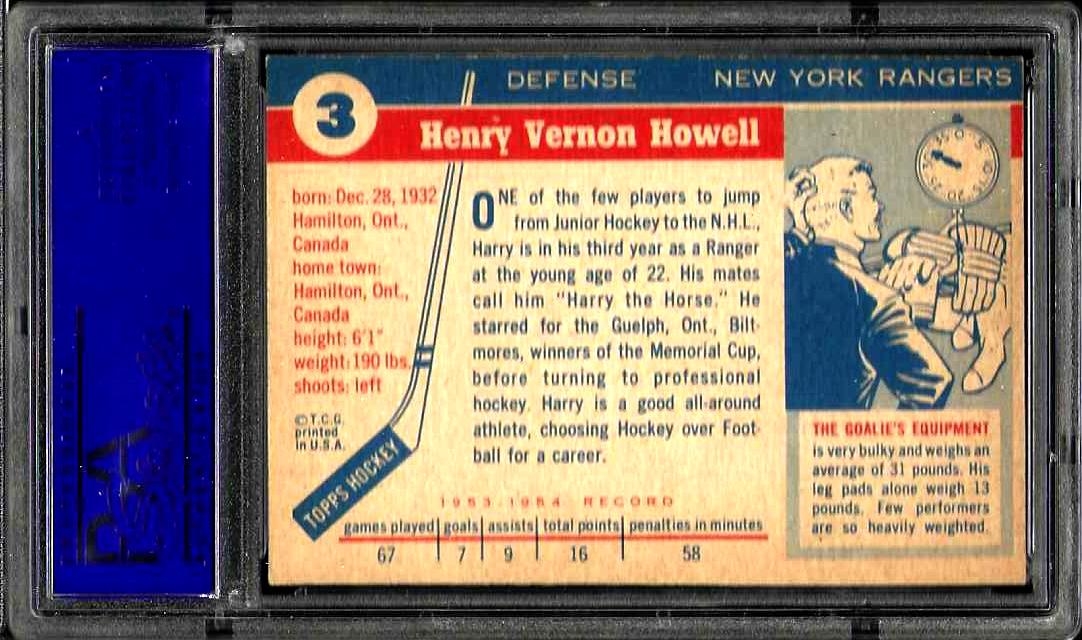 DEFENSE NEW YORK RANGERS
3
Henry Vernon Howell
born: Dec. 28, 1932
Hamilton, Ont.,
Canada
home town:
Hamilton, Ont.,
Canada
height: 6'1"
weight: 190 lbs.
shoots: left
© T.C.G.
printed
in U.S.A.
TOPPS HOCKEY
ONE of the few players to jump
from Junior Hockey to the N.H.L.,
Harry is in his third year as a Ranger
at the young age of 22. His mates
call him "Harry the Horse." He
starred for the Guelph, Ont., Bilt-
mores, winners of the Memorial Cup,
before turning to professional
hockey. Harry is a good all-around
athlete, choosing Hockey over Foot-
ball for a career.
1953-1954 RECORD
games played goals assists total points penalties in minutes
67 7 9 16 58
THE GOALIE'S EQUIPMENT
is very bulky and weighs an
average of 31 pounds. His
leg pads alone weigh 13
pounds. Few performers
are so heavily weighted.
PSA